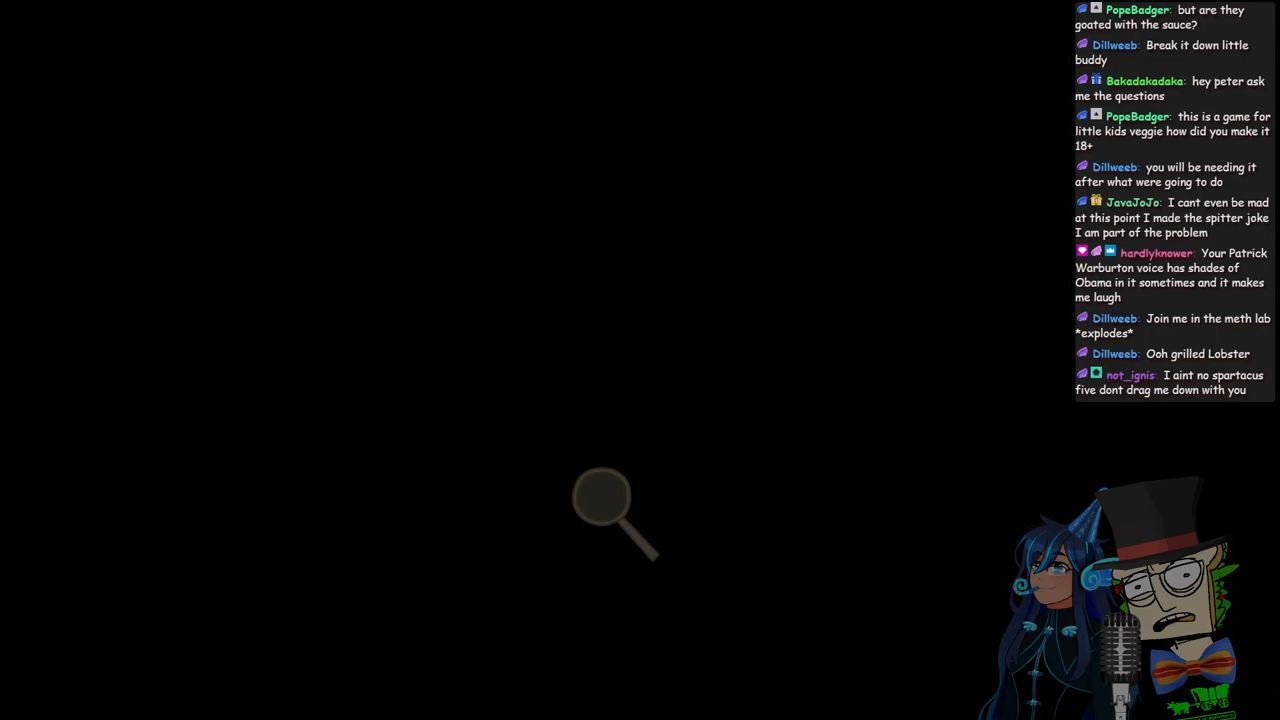 PopeBadger: but are they
goated with the sauce?
Dillweeb: Break it down little
buddy
Bakadakadaka: hey peter ask
me the questions
PopeBadger: this is a game for
little kids veggie how did you make it
18+
Dillweeb: you will be needing it
after what were going to do
JavaJoJo: I cant even be mad
at this point I made the spitter joke
I am part of the problem
hardlyknower: Your Patrick
Warburton voice has shades of
Obama in it sometimes and it makes
me laugh
Dillweeb: Join me in the meth lab
*explodes*
Dillweeb: Ooh grilled Lobster
not_ignis: I aint no spartacus
five dont drag me down with you